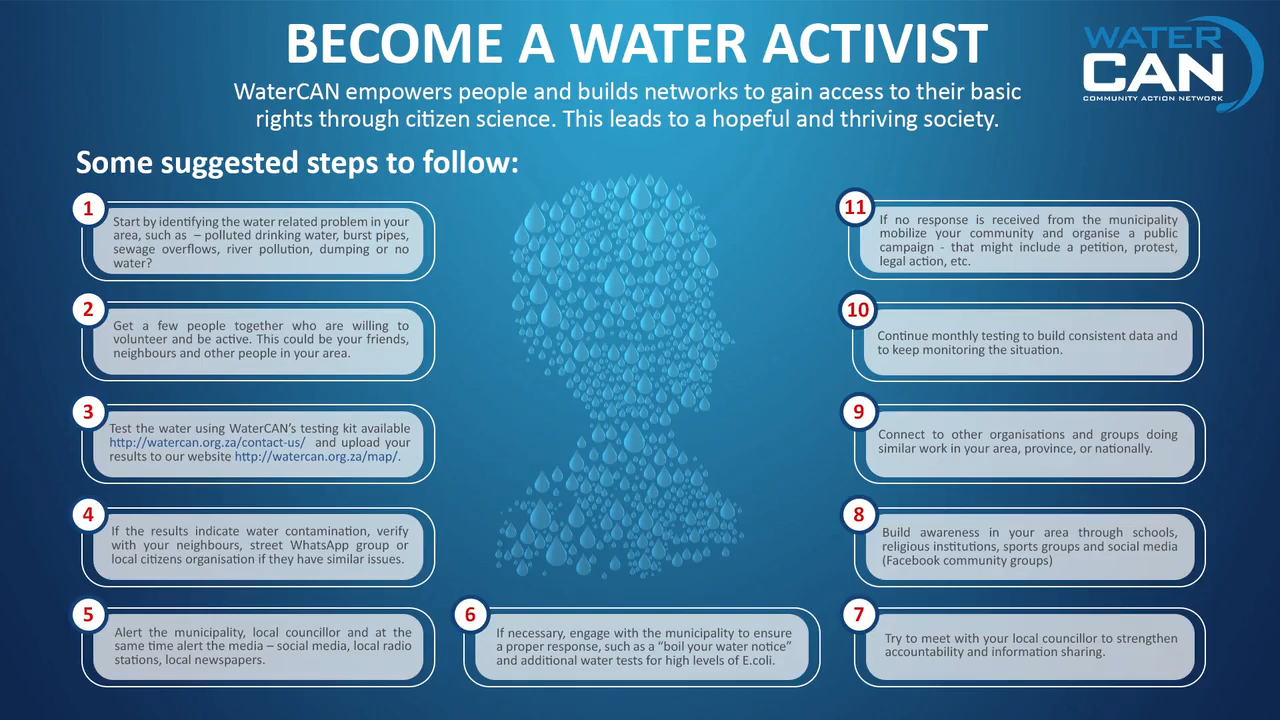 BECOME A WATER ACTIVIST
WATER
CAN
COMMUNITY ACTION NETWORK
WaterCAN empowers people and builds networks to gain access to their basic
rights through citizen science. This leads to a hopeful and thriving society.
Some suggested steps to follow:
1
Start by identifying the water related problem in your
area, such as – polluted drinking water, burst pipes,
sewage overflows, river pollution, dumping or no
water?
2
Get a few people together who are willing to
volunteer and be active. This could be your friends,
neighbours and other people in your area.
3
Test the water using WaterCAN’s testing kit available
http://watercan.org.za/contact-us/ and upload your
results to our website http://watercan.org.za/map/.
4
If the results indicate water contamination, verify
with your neighbours, street WhatsApp group or
local citizens organisation if they have similar issues.
5
Alert the municipality, local councillor and at the
same time alert the media – social media, local radio
stations, local newspapers.
6
If necessary, engage with the municipality to ensure
a proper response, such as a “boil your water notice”
and additional water tests for high levels of E.coli.
7
Try to meet with your local councillor to strengthen
accountability and information sharing.
8
Build awareness in your area through schools,
religious institutions, sports groups and social media
(Facebook community groups)
9
Connect to other organisations and groups doing
similar work in your area, province, or nationally.
10
Continue monthly testing to build consistent data and
to keep monitoring the situation.
11
If no response is received from the municipality
mobilize your community and organise a public
campaign - that might include a petition, protest,
legal action, etc.